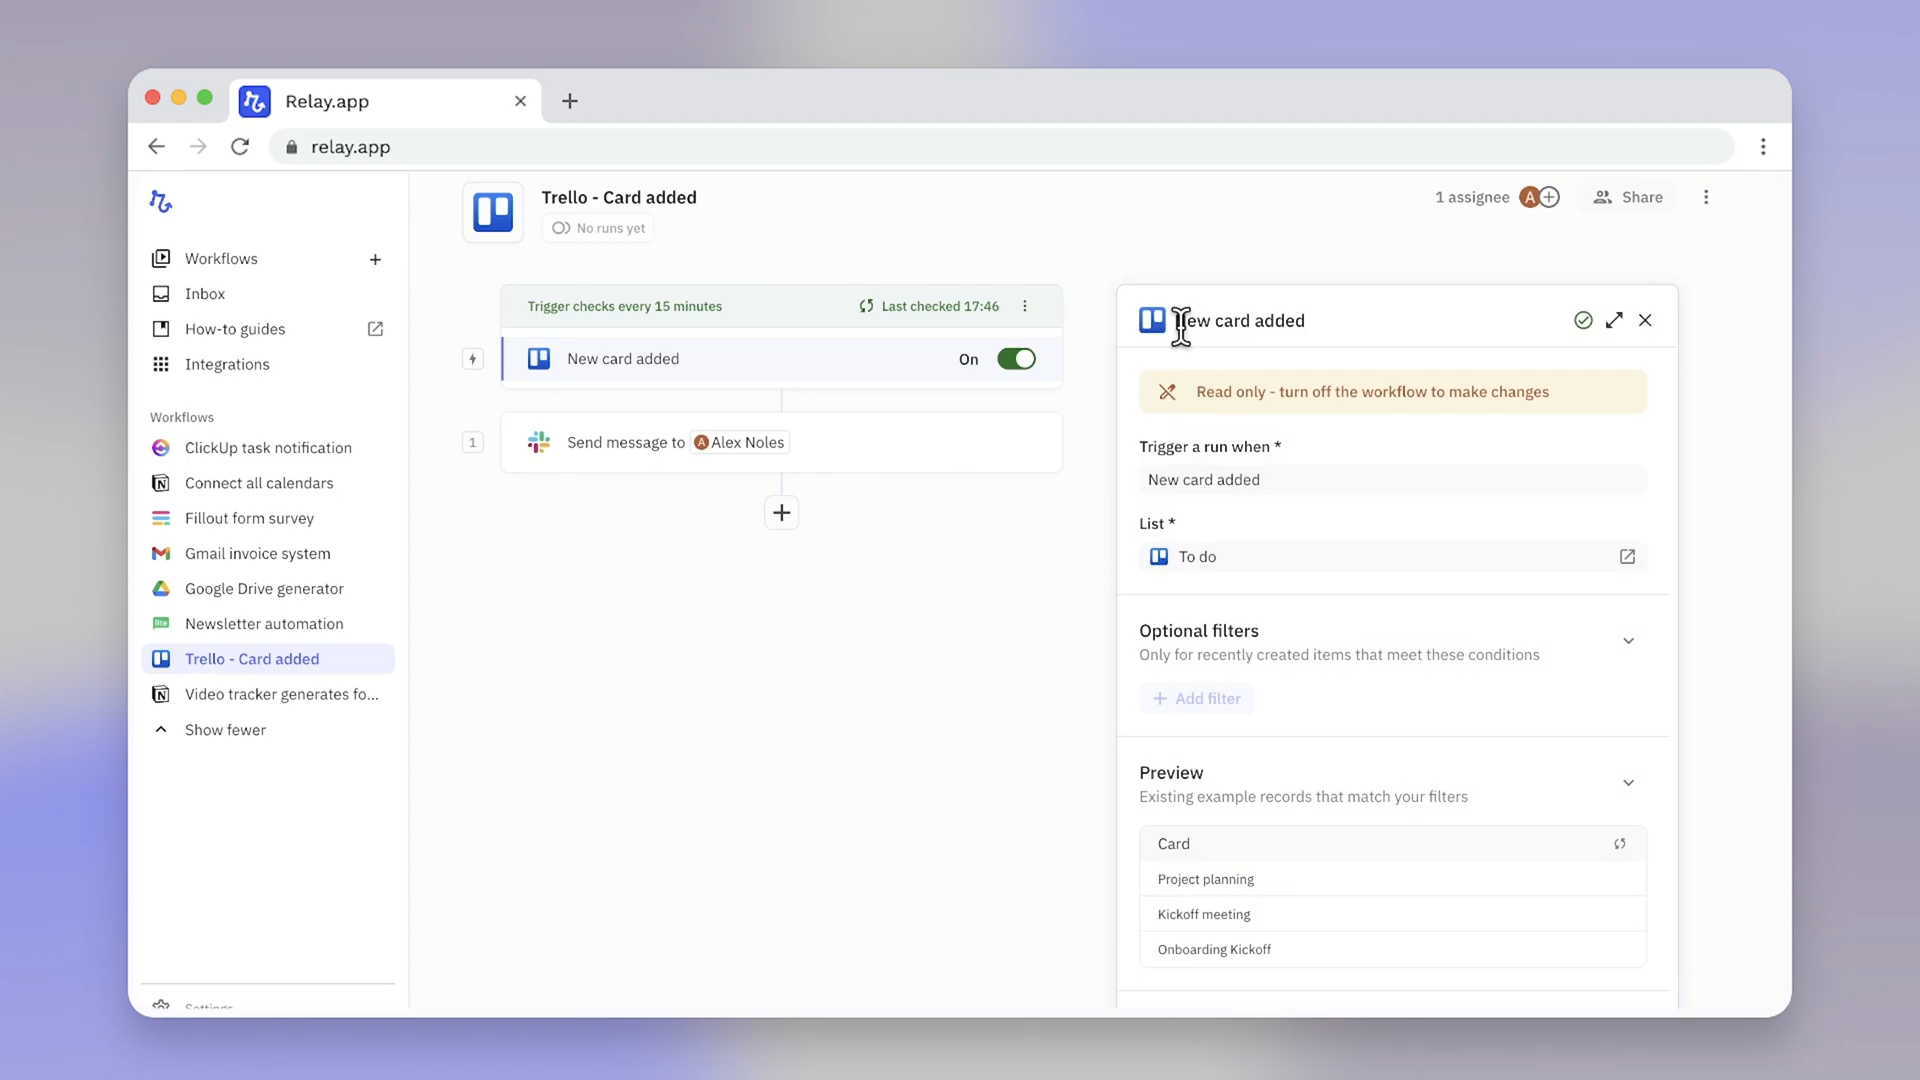 Relay.app
relay.app
Workflows
Inbox
How-to guides
Integrations
Workflows
ClickUp task notification
Connect all calendars
Fillout form survey
Gmail invoice system
Google Drive generator
lite
Newsletter automation
Trello - Card added
Video tracker generates fo...
Show fewer
Settings
Trello - Card added
No runs yet
1 assignee
A
Share
Trigger checks every 15 minutes
Last checked 17:46
New card added
On
1
Send message to
A Alex Noles
New card added
Read only - turn off the workflow to make changes
Trigger a run when *
New card added
List *
To do
Optional filters
Only for recently created items that meet these conditions
+ Add filter
Preview
Existing example records that match your filters
Card
Project planning
Kickoff meeting
Onboarding Kickoff